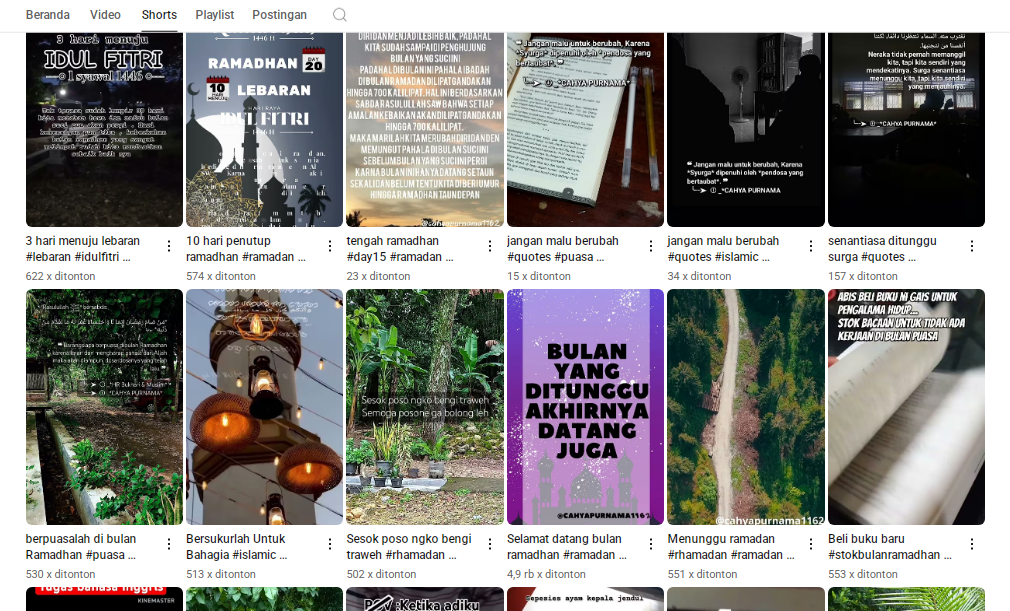 Beranda Video Shorts Playlist Postingan
3 hari menuju
IDUL FITRI
1 syawal 1446
1446 H
RAMADHAN DAY 20
10 HARI MENUJU LEBARAN
HARI RAYA
IDUL FITRI
1446 H
DIRI DAN MENJADI LEBIH BAIK, PADAHAL
KITA SUDAH SAMPAI DI PENGHUJUNG
BULAN YANG SUCI INI
PADAHAL DI BULAN INI PAHALA IBADAH
DIBULAN RAMADAN DILIPATGANDAKAN
HINGGA 700 KALI LIPAT, HAL INI BERDASARKAN
SABDA RASULULLAH SAW BAHWA SETIAP
AMALAN KEBAIKAN AKAN DILIPATGANDAKAN
HINGGA 700 KALI LIPAT.
MAKA MARILAH KITA MERUBAH DIRI DAN DEN
MEMUNGUT PAHALA DI BULAN SUCI INI
SEBELUM BULAN YANG SUCI INI PERGI
KARNA BULAN INI HANYA DATANG SETAUN
SEKALI CAN BELUM TENTU KITA DI BERI UMUR
HINGGA RAMADHAN TAUN DEPAN
@cahyapurnama1162
❝ Jangan malu untuk berubah, Karena
*Syurga* dipenuhi oleh *pendosa yang
bertaubat*. ❞
*CAHYA PURNAMA*
❝ Jangan malu untuk berubah, Karena
*Syurga* dipenuhi oleh *pendosa yang
bertaubat*. ❞
*CAHYA PURNAMA
Neraka tidak pernah memanggil
kita, tapi kita sendiri yang
mendekatinya. Surga senantiasa
menunggu kita, tapi kita sendiri
yang menjauhinya.
*CAHYA PURNAMA*
3 hari menuju lebaran
#lebaran #idulfitri ...
622 x ditonton
10 hari penutup
ramadhan #ramadan ...
574 x ditonton
tengah ramadhan
#day15 #ramadan ...
23 x ditonton
jangan malu berubah
#quotes #puasa ...
15 x ditonton
jangan malu berubah
#quotes #islamic ...
34 x ditonton
senantiasa ditunggu
surga #quotes ...
157 x ditonton
*HR Bukhari & Muslim*
*CAHYA PURNAMA*
Sesok poso ngko bengi traweh
Semoga posone ga bolong leh
BULAN
YANG
DITUNGGU
AKHIRNYA
DATANG
JUGA
@CAHYAPURNAMA1162
@cahyapurnama1162
ABIS BELI BUKU NI GAIS UNTUK
PENGALAMA HIDUP...
STOK BACAAN UNTUK TIDAK ADA
KERJAAN DI BULAN PUASA
berpuasalah di bulan
Ramadhan #puasa ...
530 x ditonton
Bersukurlah Untuk
Bahagia #islamic ...
513 x ditonton
Sesok poso ngko bengi
traweh #rhamadan ...
502 x ditonton
Selamat datang bulan
ramadhan #ramadan ...
4,9 rb x ditonton
Menunggu ramadan
#rhamadan #ramadan ...
551 x ditonton
Beli buku baru
#stokbulanramadhan ...
553 x ditonton
Tugas bahasa inggris
KINEMASTER
:Ketika adiku
Sepesies ayam kepala jendul